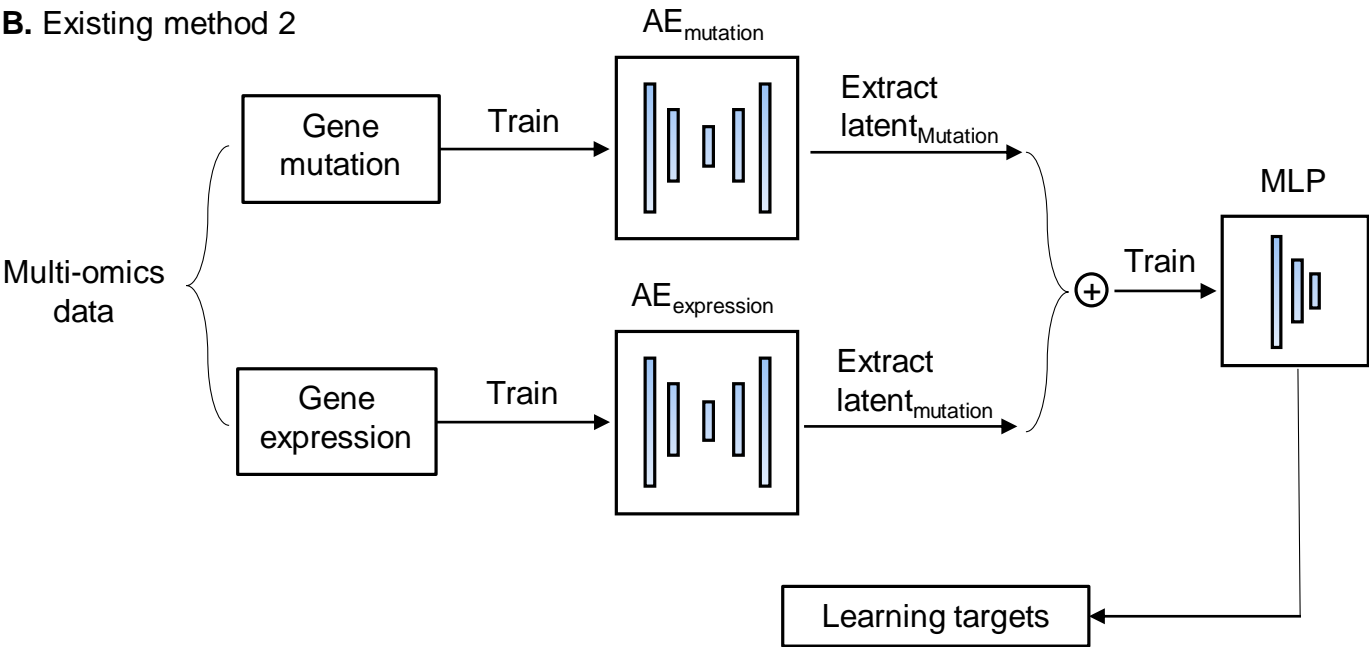 B. Existing method 2
AEmutation
Gene
mutation
Train
Extract
latentMutation
MLP
Multi-omics
data
+
Train
AEexpression
Gene
expression
Train
Extract
latentmutation
Learning targets